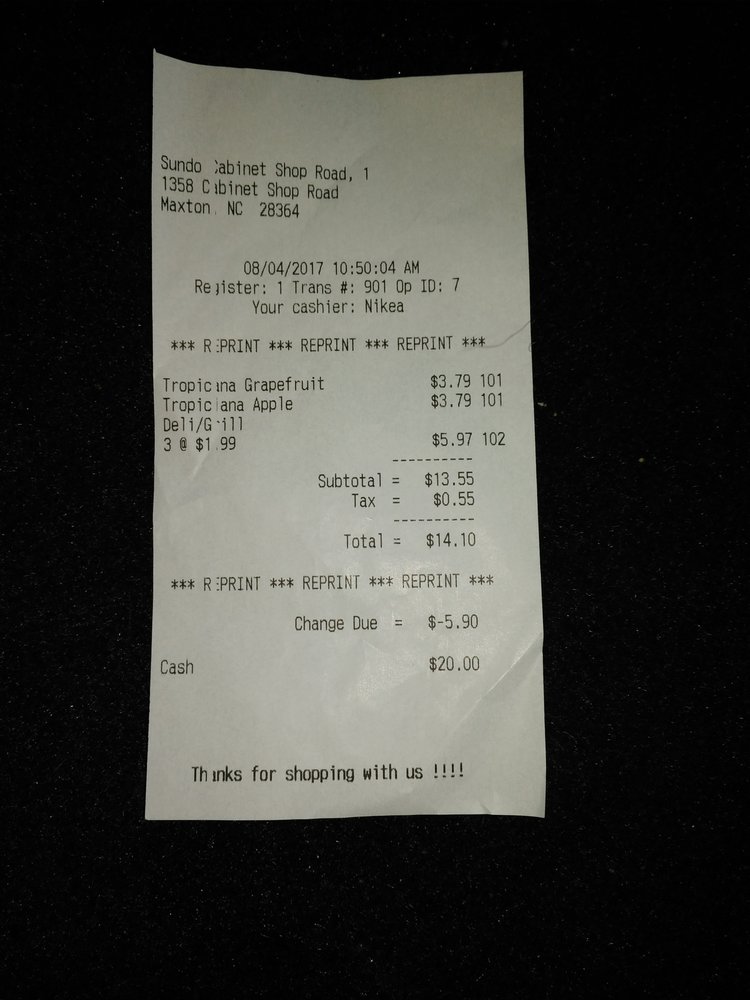 Sundo Cabinet Shop Road, 1
1358 Cabinet Shop Road
Maxton, NC 28364
08/04/2017 10:50:04 AM
Register: 1 Trans #: 901 Op ID: 7
Your cashier: Nikea
*** REPRINT *** REPRINT *** REPRINT ***
Tropicana Grapefruit $3.79 101
Tropicana Apple $3.79 101
Deli/Grill
3 @ $1.99 $5.97 102
----------
Subtotal = $13.55
Tax = $0.55
----------
Total = $14.10
*** REPRINT *** REPRINT *** REPRINT ***
Change Due = $-5.90
Cash $20.00
Thanks for shopping with us !!!!